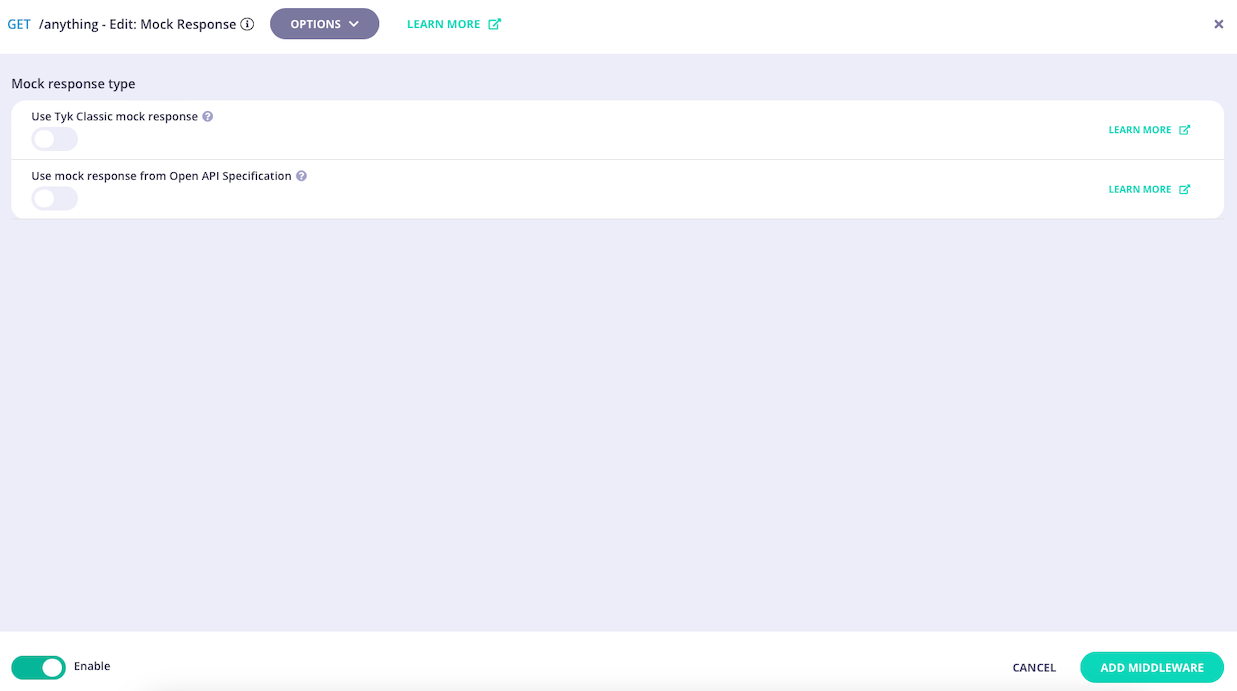 GET /anything - Edit: Mock Response OPTIONS LEARN MORE
Mock response type
Use Tyk Classic mock response
LEARN MORE
Use mock response from Open API Specification
LEARN MORE
Enable CANCEL ADD MIDDLEWARE